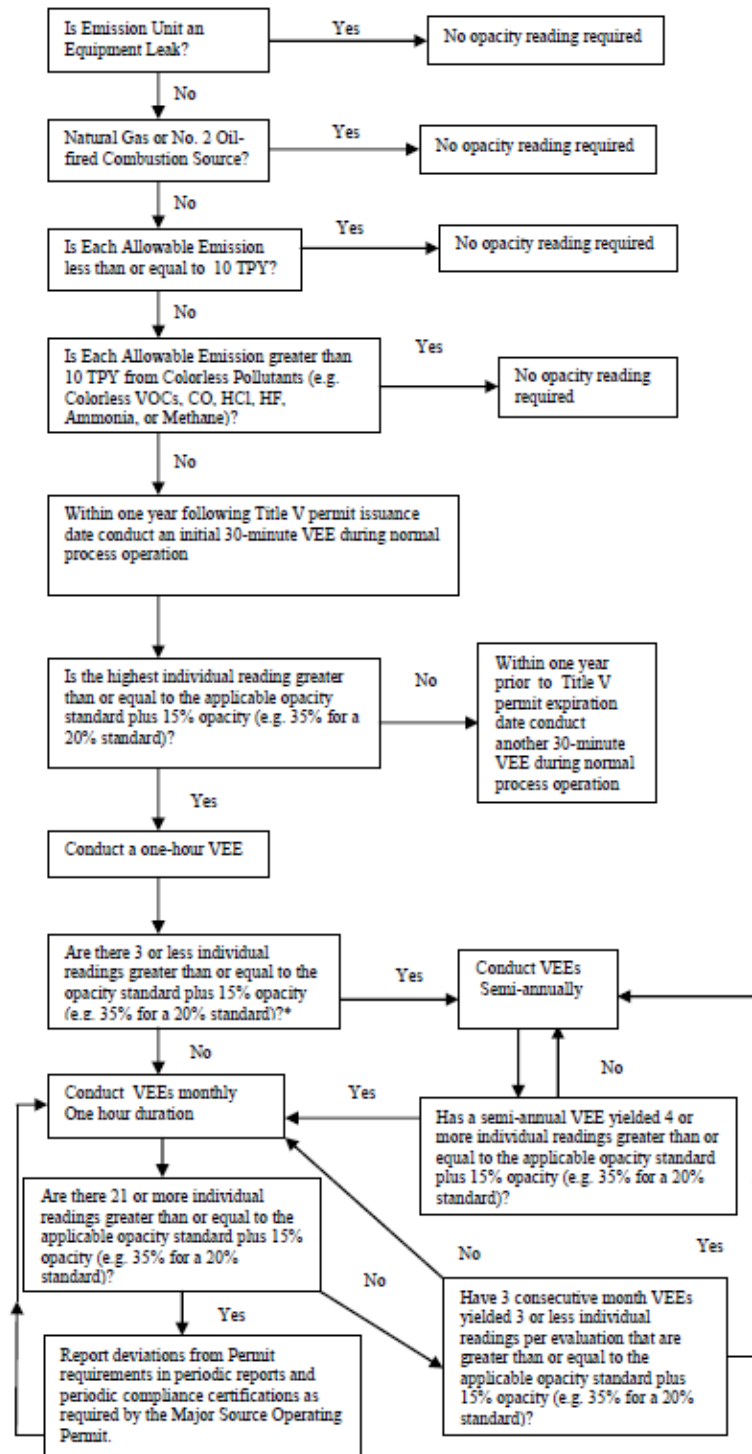 Is Emission Unit an
Equipment Leak?
Yes
No opacity reading required
No
Natural Gas or No. 2 Oil-
fired Combustion Source?
Yes
No opacity reading required
No
Is Each Allowable Emission
less than or equal to 10 TPY?
Yes
No opacity reading required
No
Is Each Allowable Emission greater than
10 TPY from Colorless Pollutants (e.g.
Colorless VOCs, CO, HCl, HF,
Ammonia, or Methane)?
Yes
No opacity reading
required
No
Within one year following Title V permit issuance
date conduct an initial 30-minute VEE during normal
process operation
Is the highest individual reading greater
than or equal to the applicable opacity
standard plus 15% opacity (e.g. 35% for a
20% standard)?
No
Within one year
prior to Title V
permit expiration
date conduct
another 30-minute
VEE during normal
process operation
Yes
Conduct a one-hour VEE
Are there 3 or less individual
readings greater than or equal to the
opacity standard plus 15% opacity
(e.g. 35% for a 20% standard)?*
Yes
Conduct VEEs
Semi-annually
No
No
Conduct VEEs monthly
One hour duration
Yes
Has a semi-annual VEE yielded 4 or
more individual readings greater than or
equal to the applicable opacity standard
plus 15% opacity (e.g. 35% for a 20%
standard)?
Are there 21 or more individual
readings greater than or equal to the
applicable opacity standard plus 15%
opacity (e.g. 35% for a 20%
standard)?
No
Yes
No
Have 3 consecutive month VEEs
yielded 3 or less individual
readings per evaluation that are
greater than or equal to the
applicable opacity standard plus
15% opacity (e.g. 35% for a 20%
standard)?
Yes
Report deviations from Permit
requirements in periodic reports and
periodic compliance certifications as
required by the Major Source Operating
Permit.